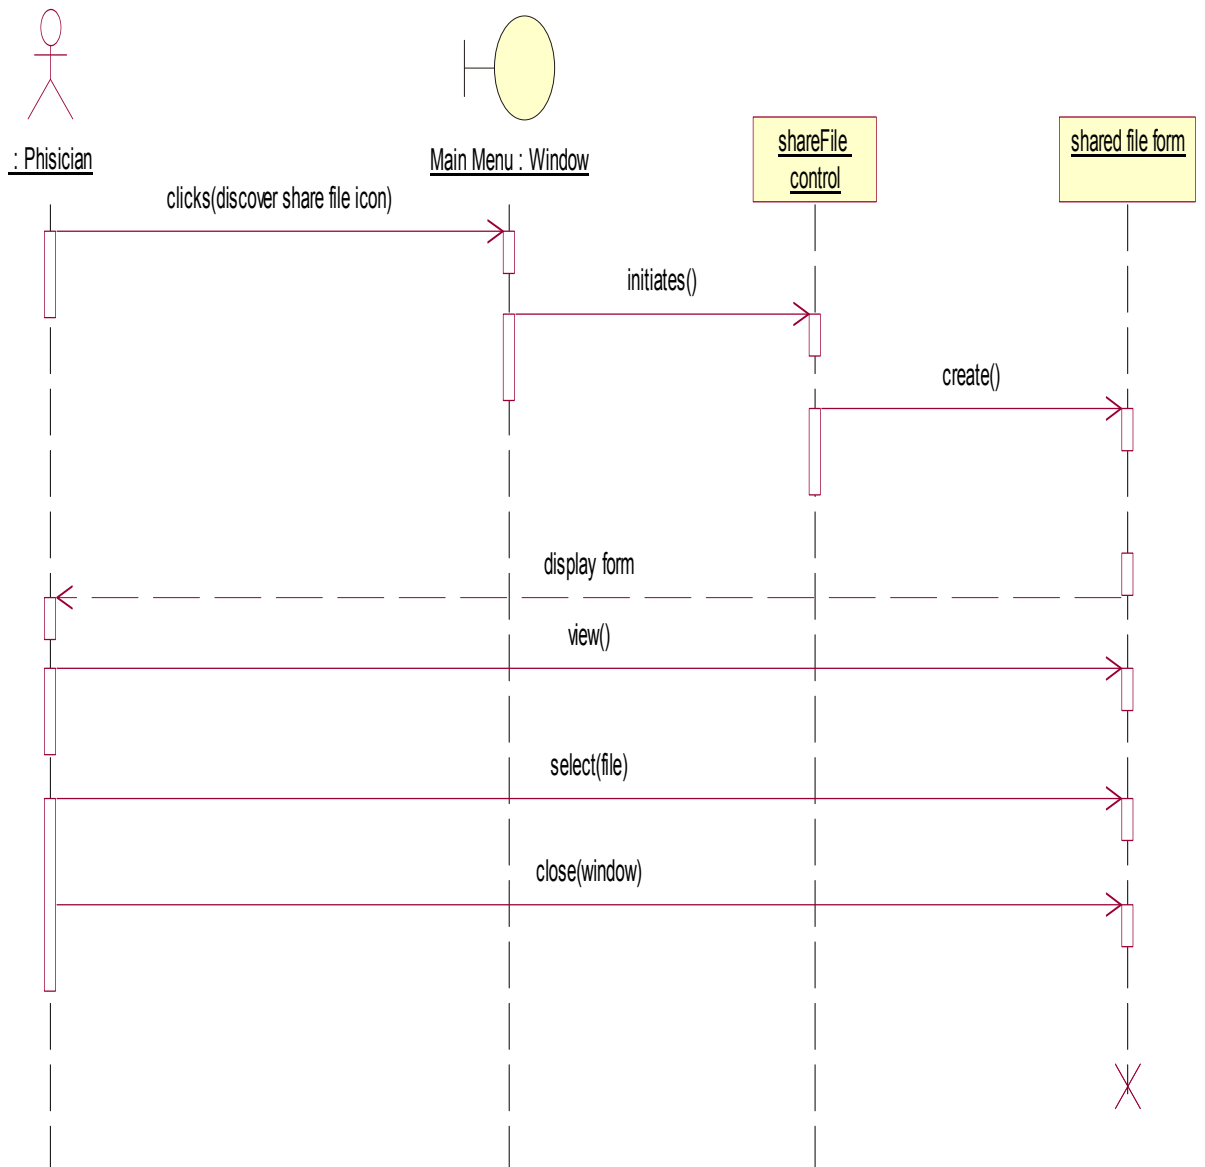 : Phisician
Main Menu : Window
shareFile
control
shared file form
clicks(discover share file icon)
initiates()
create()
display form
view()
select(file)
close(window)